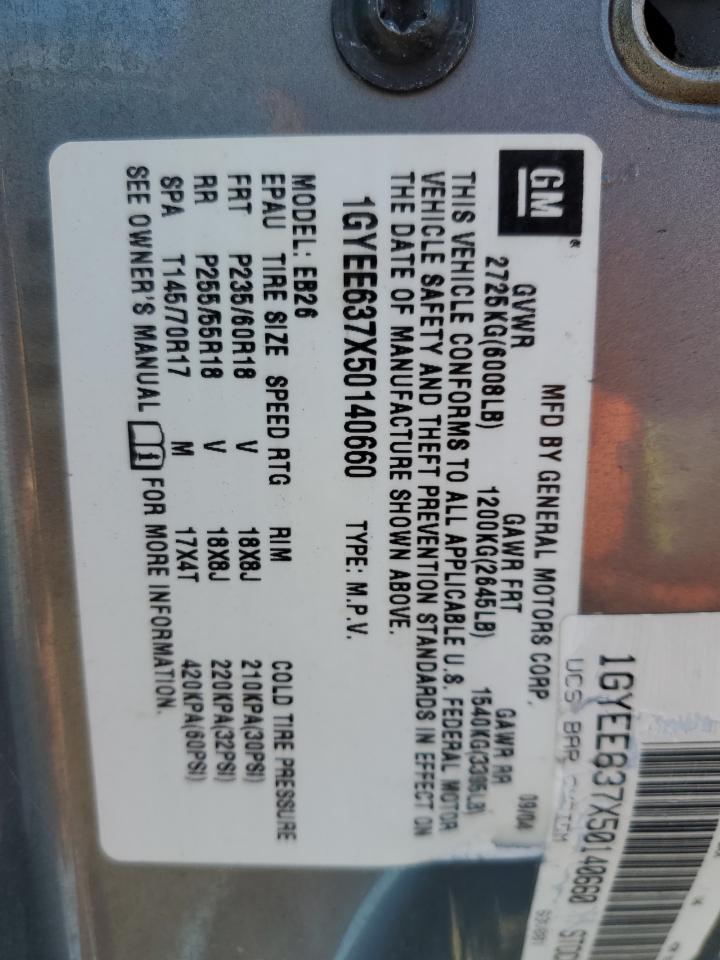 GM
MFD BY GENERAL MOTORS CORP. 09/04
GVWR GAWR FRT GAWR RR
2725KG(6008LB) 1200KG(2645LB) 1540KG(3395LB)
THIS VEHICLE CONFORMS TO ALL APPLICABLE U.S. FEDERAL MOTOR
VEHICLE SAFETY AND THEFT PREVENTION STANDARDS IN EFFECT ON
THE DATE OF MANUFACTURE SHOWN ABOVE.
1GYEE637X50140660 TYPE: M.P.V.
MODEL: EB26
EPAU TIRE SIZE SPEED RTG RIM COLD TIRE PRESSURE
FRT P235/60R18 V 18X8J 210KPA(30PSI)
RR P255/55R18 V 18X8J 220KPA(32PSI)
SPA T145/70R17 M 17X4T 420KPA(60PSI)
SEE OWNER'S MANUAL FOR MORE INFORMATION.
1GYEE637X50140660
UCS BAR